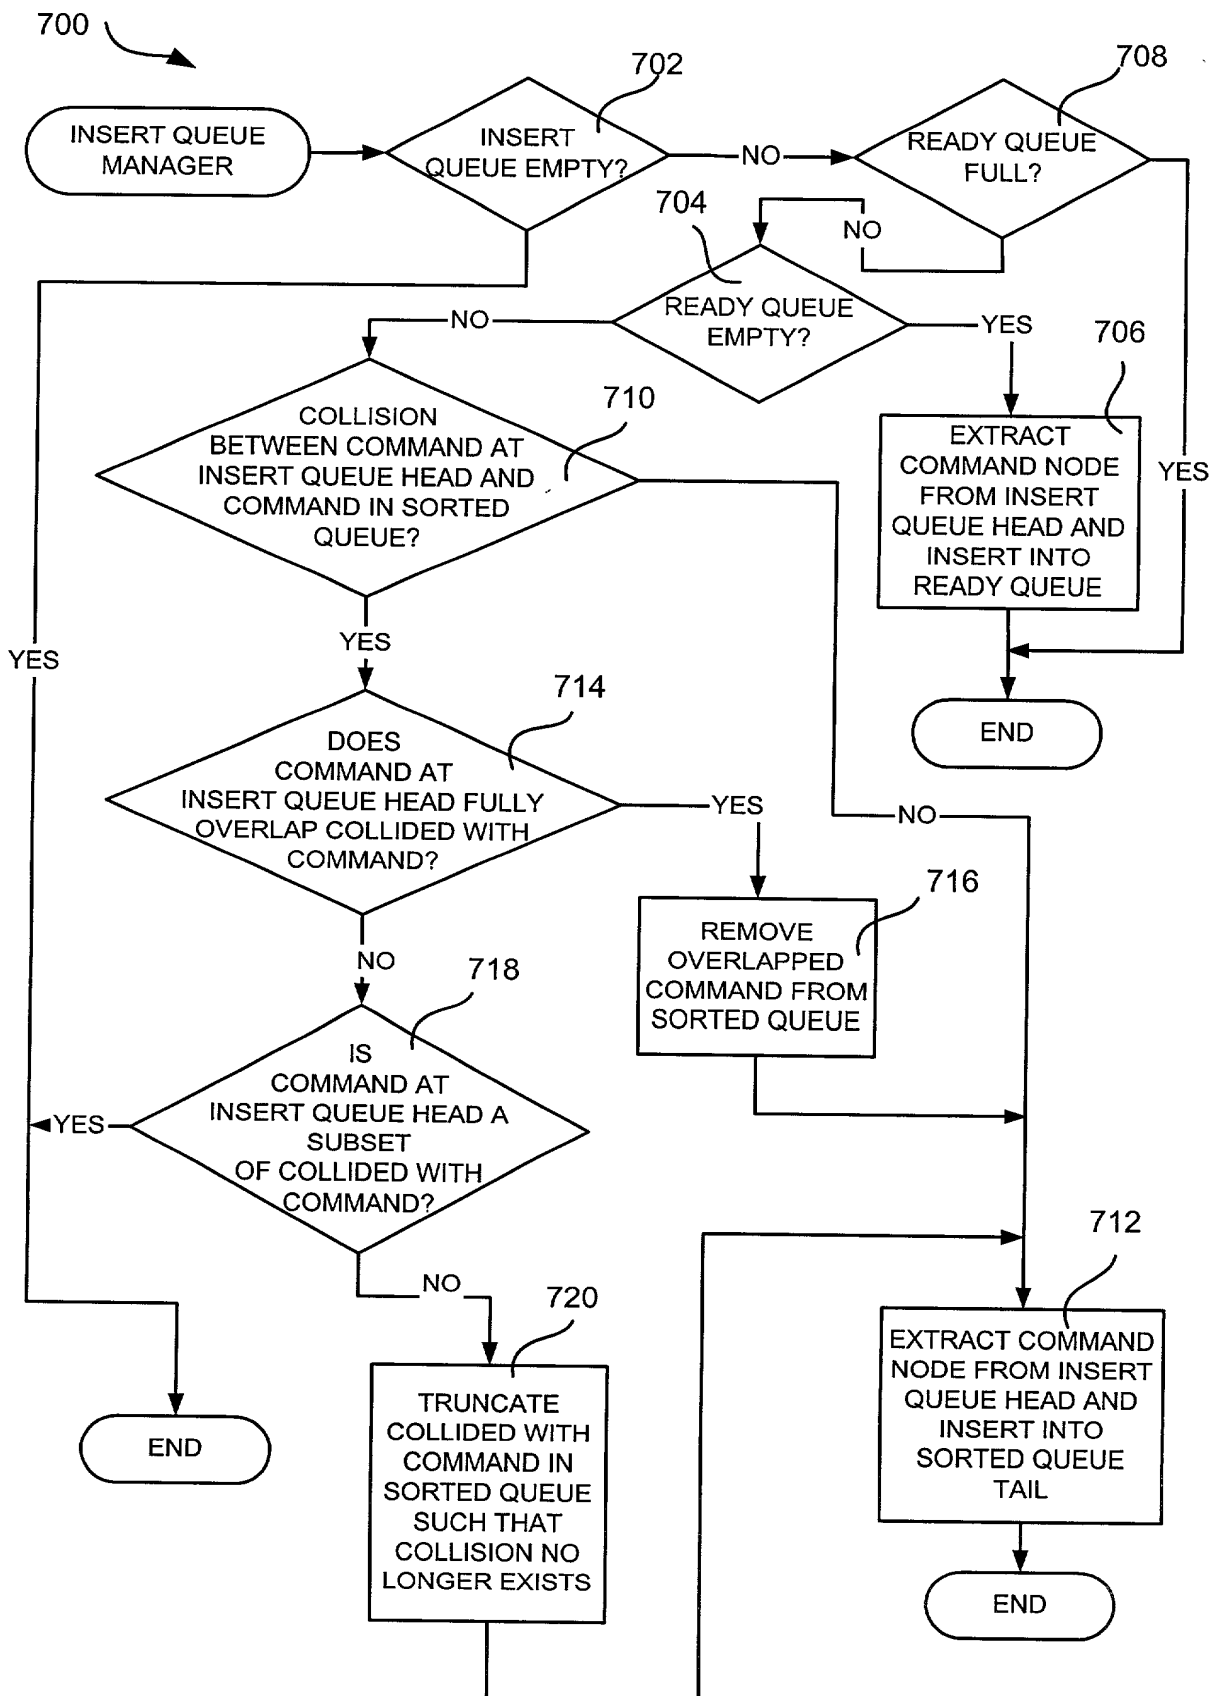 700
702
708
INSERT QUEUE
MANAGER
INSERT
QUEUE EMPTY?
NO
READY QUEUE
FULL?
704
NO
READY QUEUE
EMPTY?
NO
YES
706
710
COLLISION
BETWEEN COMMAND AT
INSERT QUEUE HEAD AND
COMMAND IN SORTED
QUEUE?
EXTRACT
COMMAND NODE
FROM INSERT
QUEUE HEAD AND
INSERT INTO
READY QUEUE
YES
YES
YES
END
714
DOES
COMMAND AT
INSERT QUEUE HEAD FULLY
OVERLAP COLLIDED WITH
COMMAND?
YES
NO
716
REMOVE
OVERLAPPED
COMMAND FROM
SORTED QUEUE
NO
718
IS
COMMAND AT
INSERT QUEUE HEAD A
SUBSET
OF COLLIDED WITH
COMMAND?
YES
NO
712
720
EXTRACT COMMAND
NODE FROM INSERT
QUEUE HEAD AND
INSERT INTO
SORTED QUEUE
TAIL
TRUNCATE
COLLIDED WITH
COMMAND IN
SORTED QUEUE
SUCH THAT
COLLISION NO
LONGER EXISTS
END
END